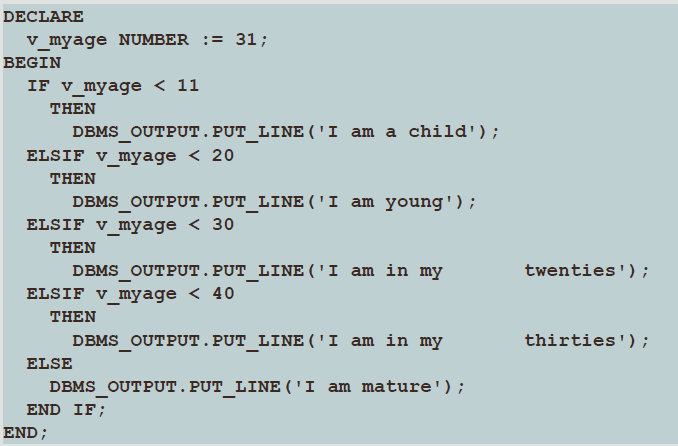 DECLARE
  v_myage NUMBER := 31;
BEGIN
  IF v_myage < 11
    THEN
      DBMS_OUTPUT.PUT_LINE('I am a child');
  ELSIF v_myage < 20
    THEN
      DBMS_OUTPUT.PUT_LINE('I am young');
  ELSIF v_myage < 30
    THEN
      DBMS_OUTPUT.PUT_LINE('I am in my       twenties');
  ELSIF v_myage < 40
    THEN
      DBMS_OUTPUT.PUT_LINE('I am in my       thirties');
  ELSE
    DBMS_OUTPUT.PUT_LINE('I am mature');
  END IF;
END;